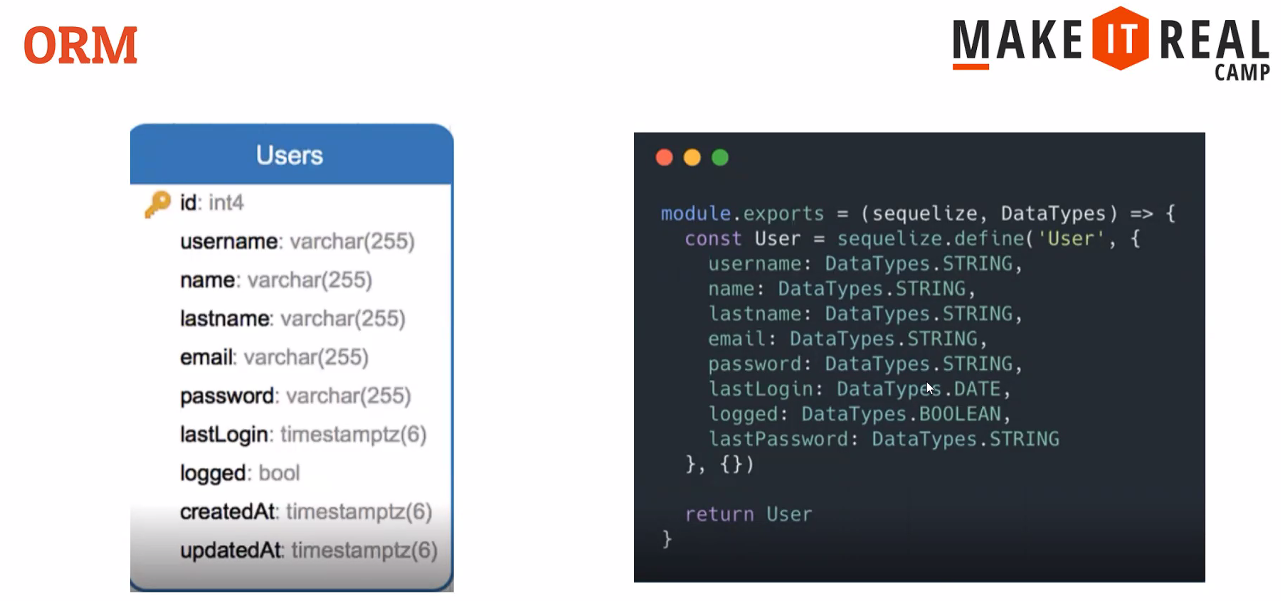 ORM
MAKE IT REAL
CAMP
Users
id: int4
username: varchar(255)
name: varchar(255)
lastname: varchar(255)
email: varchar(255)
password: varchar(255)
lastLogin: timestamptz(6)
logged: bool
createdAt: timestamptz(6)
updatedAt: timestamptz(6)
module.exports = (sequelize, DataTypes) => {
  const User = sequelize.define('User', {
    username: DataTypes.STRING,
    name: DataTypes.STRING,
    lastname: DataTypes.STRING,
    email: DataTypes.STRING,
    password: DataTypes.STRING,
    lastLogin: DataTypes.DATE,
    logged: DataTypes.BOOLEAN,
    lastPassword: DataTypes.STRING
  }, {})
  return User
}